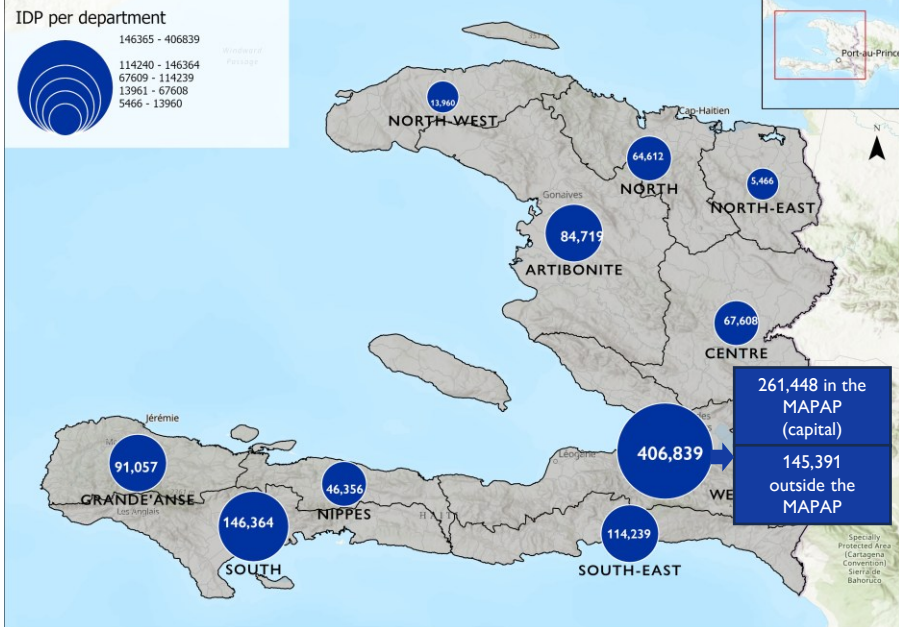 IDP per department
146365 - 406839
114240 - 146364
67609 - 114239
13961 - 67608
5466 - 13960
Windward
Passage
Port-au-Prince
N
13,960
NORTH-WEST
Cap-Haitien
64,612
NORTH
5,466
NORTH-EAST
Gonaives
84,719
ARTIBONITE
67,608
CENTRE
261,448 in the
MAPAP
(capital)
145,391
outside the
MAPAP
406,839
Léogène
WE
Jérémie
91,057
GRANDE'ANSE
Les Anglais
46,356
NIPPES
HAITI
146,364
SOUTH
114,239
SOUTH-EAST
Specially
Protected Area
(Cartagena
Convention)
Sierra de
Bahoruco